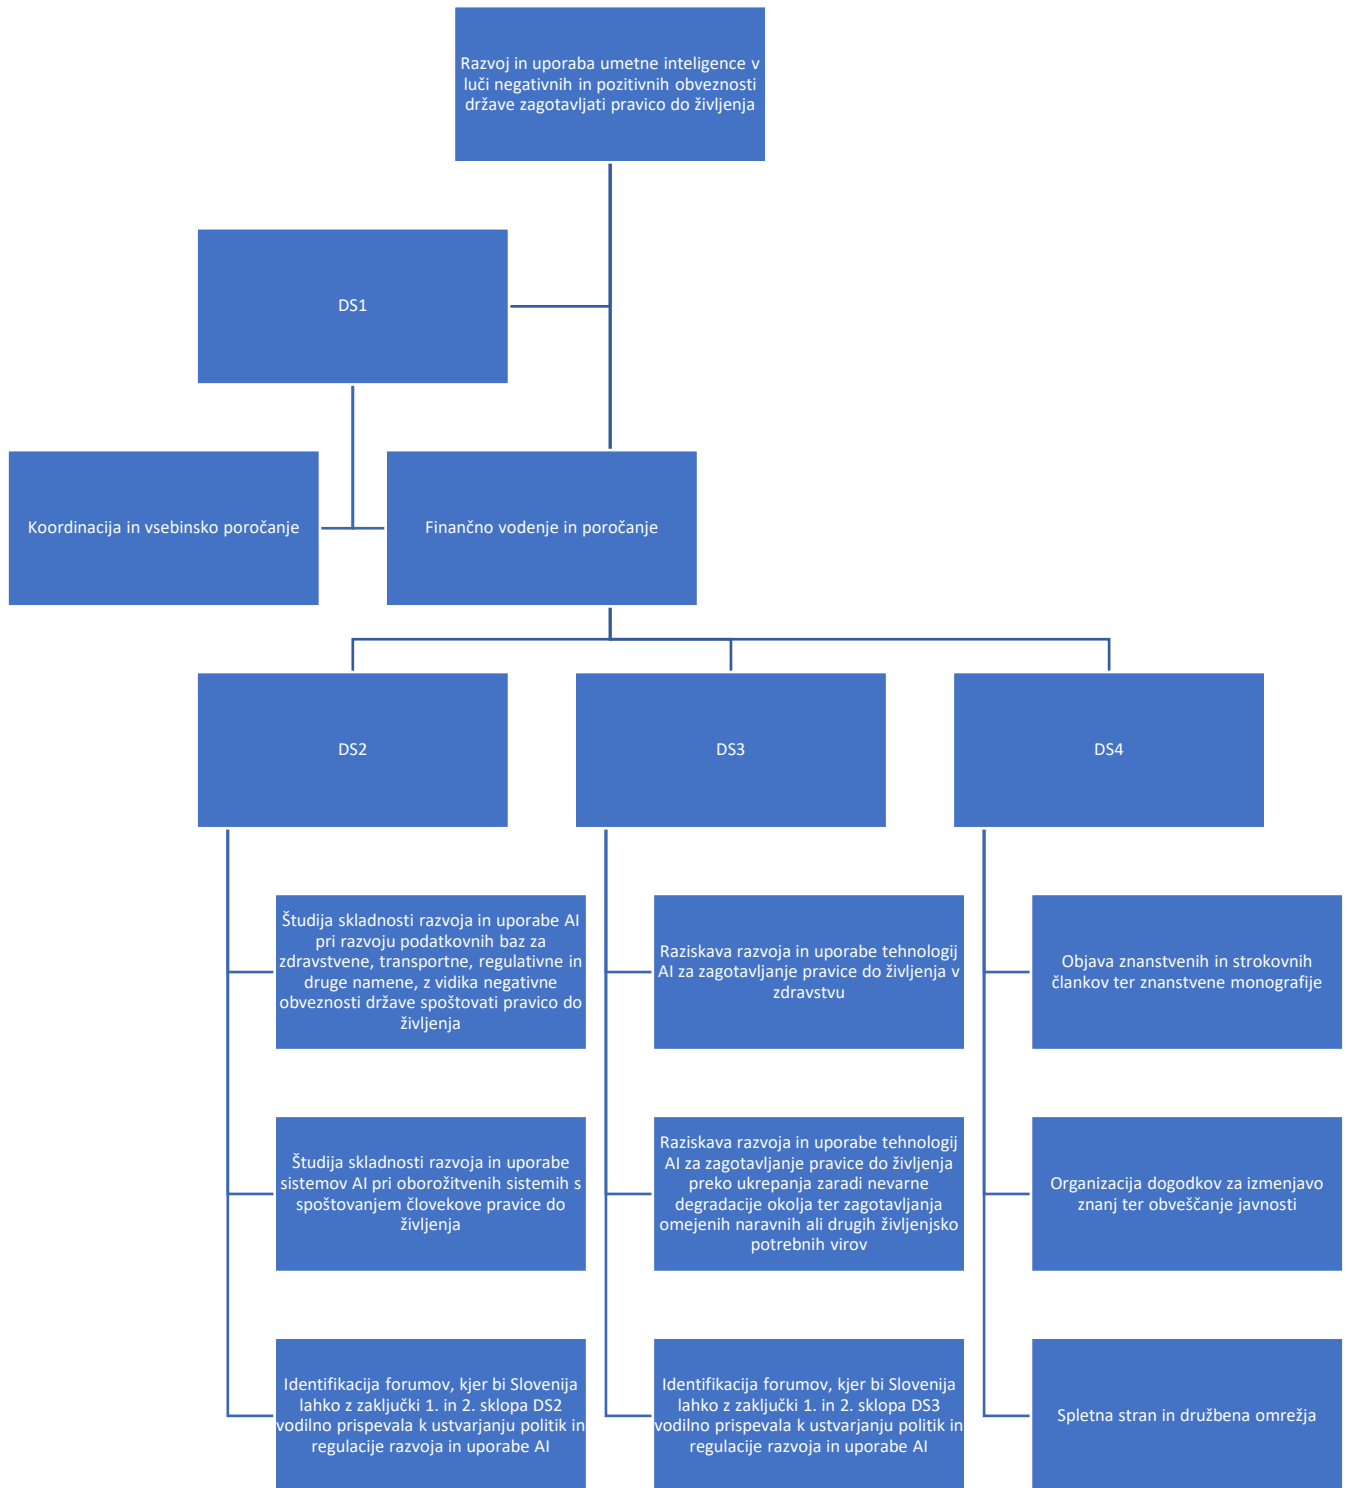 Razvoj in uporaba umetne inteligence v
luči negativnih in pozitivnih obveznosti
države zagotavljati pravico do življenja
DS1
Koordinacija in vsebinsko poročanje
Finančno vodenje in poročanje
DS2
DS3
DS4
Študija skladnosti razvoja in uporabe AI
pri razvoju podatkovnih baz za
zdravstvene, transportne, regulativne in
druge namene, z vidika negativne
obveznosti države spoštovati pravico do
življenja
Raziskava razvoja in uporabe tehnologij
AI za zagotavljanje pravice do življenja v
zdravstvu
Objava znanstvenih in strokovnih
člankov ter znanstvene monografije
Študija skladnosti razvoja in uporabe
sistemov AI pri oborožitvenih sistemih s
spoštovanjem človekove pravice do
življenja
Raziskava razvoja in uporabe tehnologij
AI za zagotavljanje pravice do življenja
preko ukrepanja zaradi nevarne
degradacije okolja ter zagotavljanja
omejenih naravnih ali drugih življenjsko
potrebnih virov
Organizacija dogodkov za izmenjavo
znanj ter obveščanje javnosti
Identifikacija forumov, kjer bi Slovenija
lahko z zaključki 1. in 2. sklopa DS2
vodilno prispevala k ustvarjanju politik in
regulacije razvoja in uporabe AI
Identifikacija forumov, kjer bi Slovenija
lahko z zaključki 1. in 2. sklopa DS3
vodilno prispevala k ustvarjanju politik in
regulacije razvoja in uporabe AI
Spletna stran in družbena omrežja